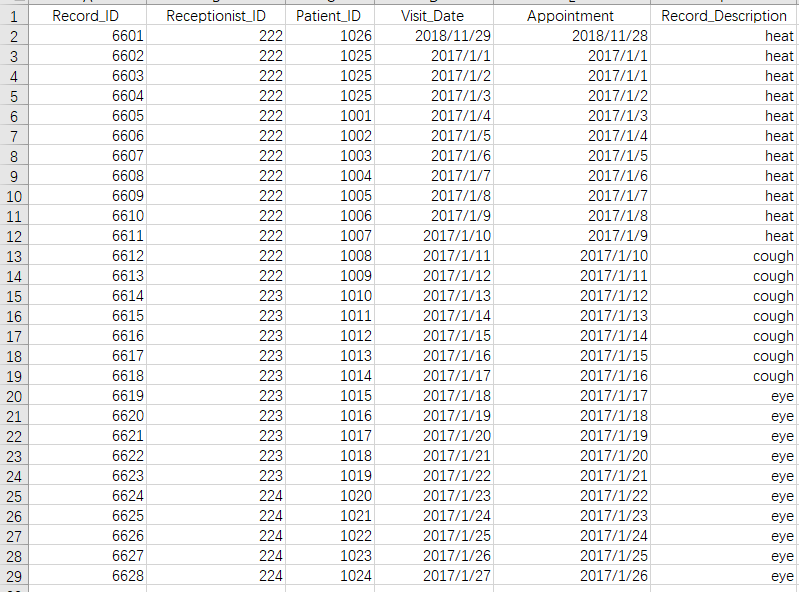 1 Record_ID Receptionist_ID Patient_ID Visit_Date Appointment Record_Description
2 6601 222 1026 2018/11/29 2018/11/28 heat
3 6602 222 1025 2017/1/1 2017/1/1 heat
4 6603 222 1025 2017/1/2 2017/1/1 heat
5 6604 222 1025 2017/1/3 2017/1/2 heat
6 6605 222 1001 2017/1/4 2017/1/3 heat
7 6606 222 1002 2017/1/5 2017/1/4 heat
8 6607 222 1003 2017/1/6 2017/1/5 heat
9 6608 222 1004 2017/1/7 2017/1/6 heat
10 6609 222 1005 2017/1/8 2017/1/7 heat
11 6610 222 1006 2017/1/9 2017/1/8 heat
12 6611 222 1007 2017/1/10 2017/1/9 heat
13 6612 222 1008 2017/1/11 2017/1/10 cough
14 6613 222 1009 2017/1/12 2017/1/11 cough
15 6614 223 1010 2017/1/13 2017/1/12 cough
16 6615 223 1011 2017/1/14 2017/1/13 cough
17 6616 223 1012 2017/1/15 2017/1/14 cough
18 6617 223 1013 2017/1/16 2017/1/15 cough
19 6618 223 1014 2017/1/17 2017/1/16 cough
20 6619 223 1015 2017/1/18 2017/1/17 eye
21 6620 223 1016 2017/1/19 2017/1/18 eye
22 6621 223 1017 2017/1/20 2017/1/19 eye
23 6622 223 1018 2017/1/21 2017/1/20 eye
24 6623 223 1019 2017/1/22 2017/1/21 eye
25 6624 224 1020 2017/1/23 2017/1/22 eye
26 6625 224 1021 2017/1/24 2017/1/23 eye
27 6626 224 1022 2017/1/25 2017/1/24 eye
28 6627 224 1023 2017/1/26 2017/1/25 eye
29 6628 224 1024 2017/1/27 2017/1/26 eye